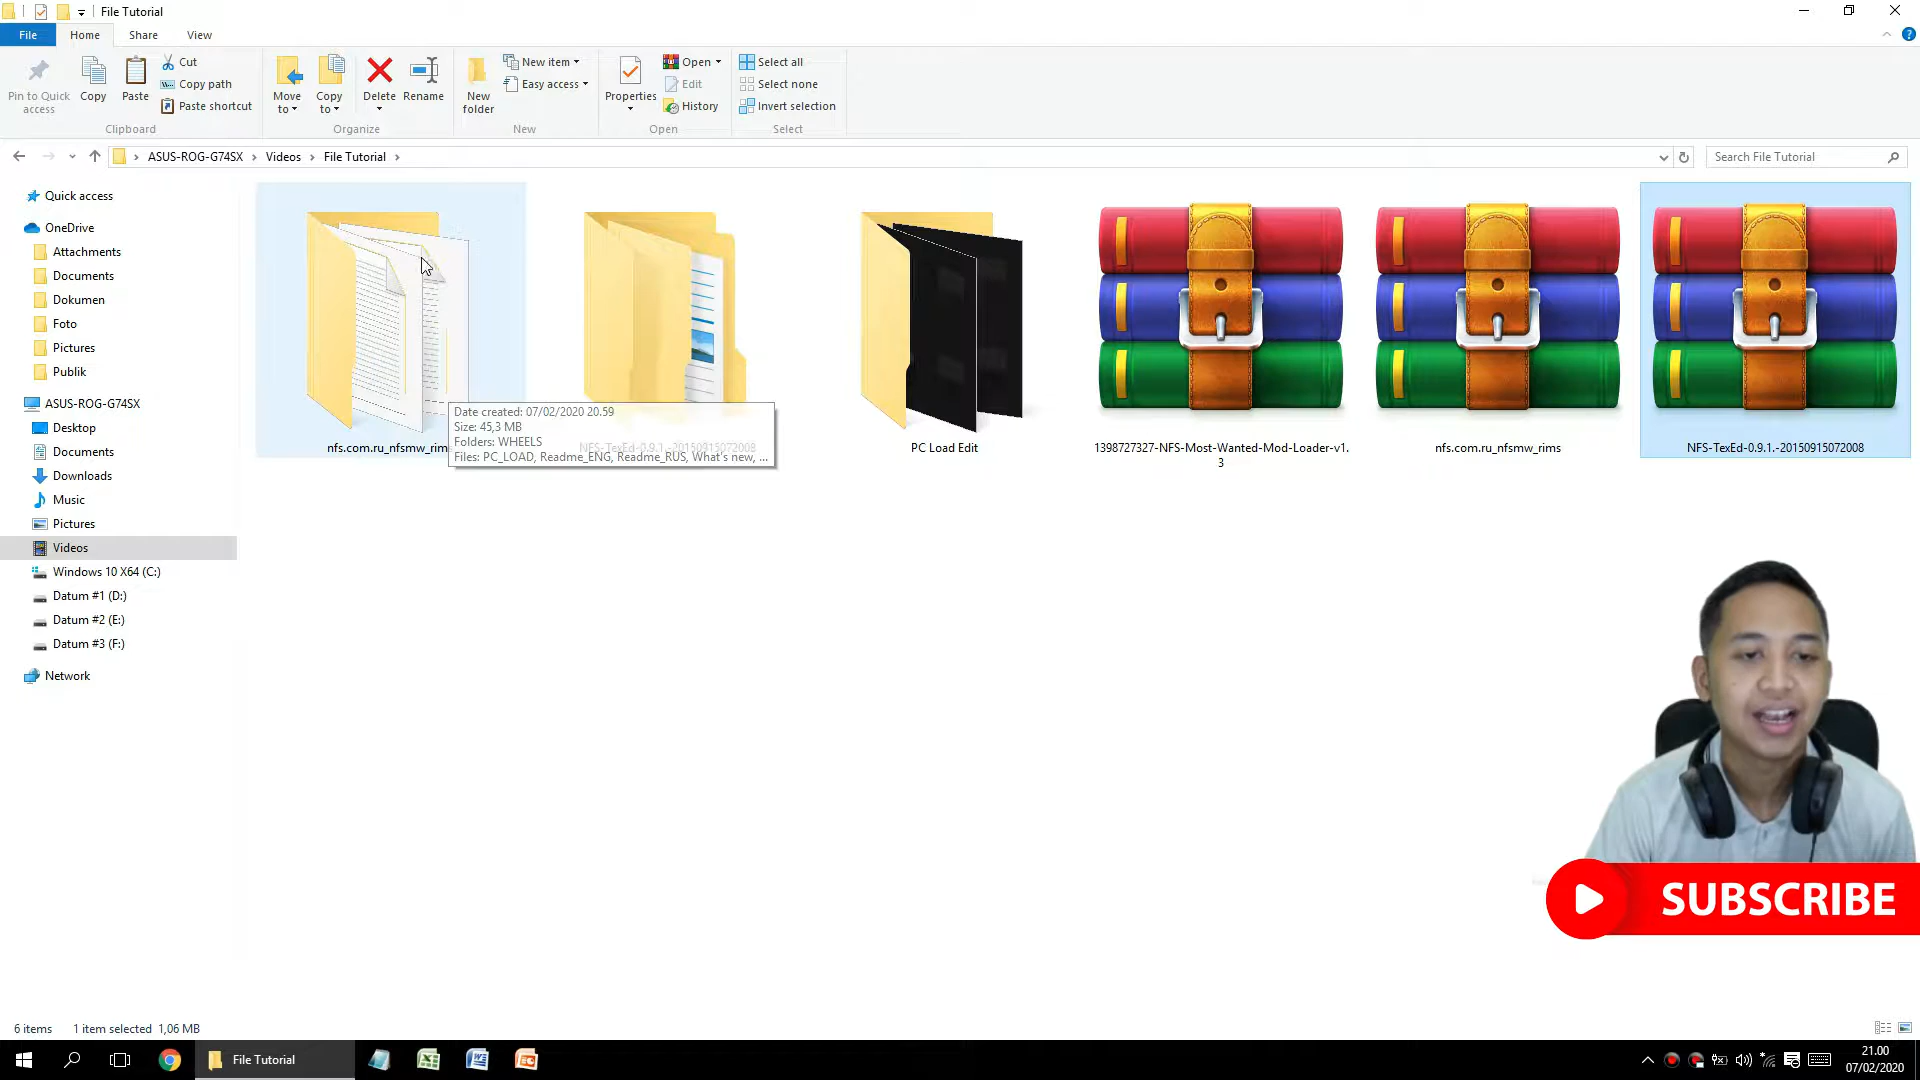 File Tutorial
File
Home
Share
View
Pin to Quick access
Copy
Paste
Cut
Copy path
Paste shortcut
Clipboard
Move to
Copy to
Delete
Rename
Organize
New folder
New item
Easy access
New
Properties
Open
Edit
History
Open
Select all
Select none
Invert selection
Select
ASUS-ROG-G74SX > Videos > File Tutorial >
Search File Tutorial
Quick access
OneDrive
Attachments
Documents
Dokumen
Foto
Pictures
Publik
ASUS-ROG-G74SX
Desktop
Documents
Downloads
Music
Pictures
Videos
Windows 10 X64 (C:)
Datum #1 (D:)
Datum #2 (E:)
Datum #3 (F:)
Network
nfs.com.ru_nfsmw_rim
NFS-TexEd-0.9.1.-20150915072008
Date created: 07/02/2020 20.59
Size: 45,3 MB
Folders: WHEELS
Files: PC_LOAD, Readme_ENG, Readme_RUS, What's new, ...
PC Load Edit
1398727327-NFS-Most-Wanted-Mod-Loader-v1.
3
nfs.com.ru_nfsmw_rims
NFS-TexEd-0.9.1.-20150915072008
SUBSCRIBE
6 items
1 item selected 1,06 MB
File Tutorial
21.00
07/02/2020